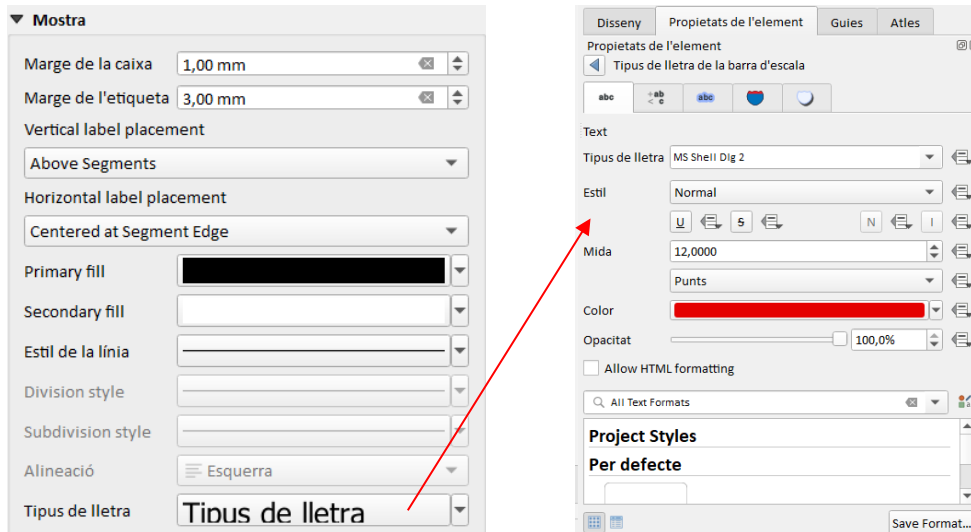 Mostra
Marge de la caixa 1,00 mm
Marge de l'etiqueta 3,00 mm
Vertical label placement
Above Segments
Horizontal label placement
Centered at Segment Edge
Primary fill
Secondary fill
Estil de la línia
Division style
Subdivision style
Alineació Esquerra
Tipus de lletra Tipus de lletra
Disseny Propietats de l'element Guies Atles
Propietats de l'element
Tipus de lletra de la barra d'escala
abc +ab < c abc
Text
Tipus de lletra MS Shell Dlg 2
Estil Normal
U S N I
Mida 12,0000
Punts
Color
Opacitat 100,0%
Allow HTML formatting
All Text Formats
Project Styles
Per defecte
Save Format...